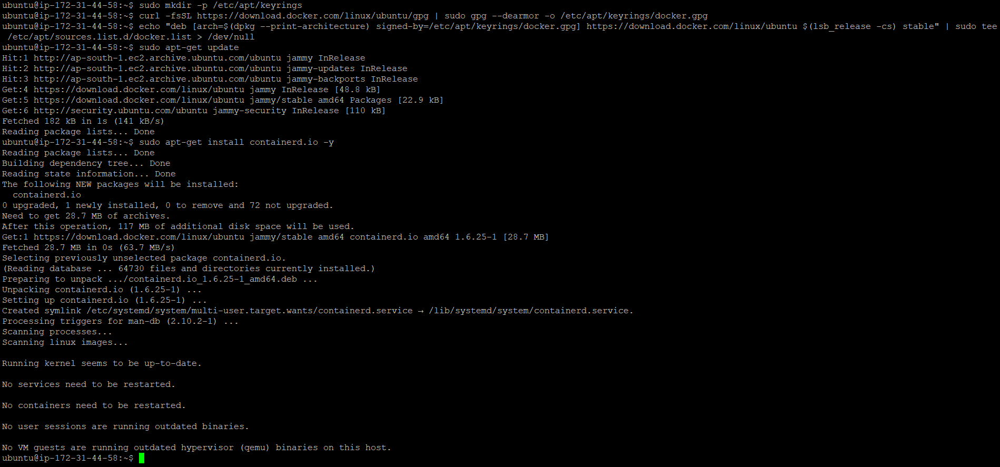 ubuntu@ip-172-31-44-58:~$ sudo mkdir -p /etc/apt/keyrings
ubuntu@ip-172-31-44-58:~$ curl -fsSL https://download.docker.com/linux/ubuntu/gpg | sudo gpg --dearmor -o /etc/apt/keyrings/docker.gpg
ubuntu@ip-172-31-44-58:~$ echo "deb [arch=$(dpkg --print-architecture) signed-by=/etc/apt/keyrings/docker.gpg] https://download.docker.com/linux/ubuntu $(lsb_release -cs) stable" | sudo tee
 /etc/apt/sources.list.d/docker.list > /dev/null
ubuntu@ip-172-31-44-58:~$ sudo apt-get update
Hit:1 http://ap-south-1.ec2.archive.ubuntu.com/ubuntu jammy InRelease
Hit:2 http://ap-south-1.ec2.archive.ubuntu.com/ubuntu jammy-updates InRelease
Hit:3 http://ap-south-1.ec2.archive.ubuntu.com/ubuntu jammy-backports InRelease
Get:4 https://download.docker.com/linux/ubuntu jammy InRelease [48.8 kB]
Get:5 https://download.docker.com/linux/ubuntu jammy/stable amd64 Packages [22.9 kB]
Get:6 http://security.ubuntu.com/ubuntu jammy-security InRelease [110 kB]
Fetched 182 kB in 1s (141 kB/s)
Reading package lists... Done
ubuntu@ip-172-31-44-58:~$ sudo apt-get install containerd.io -y
Reading package lists... Done
Building dependency tree... Done
Reading state information... Done
The following NEW packages will be installed:
  containerd.io
0 upgraded, 1 newly installed, 0 to remove and 72 not upgraded.
Need to get 28.7 MB of archives.
After this operation, 117 MB of additional disk space will be used.
Get:1 https://download.docker.com/linux/ubuntu jammy/stable amd64 containerd.io amd64 1.6.25-1 [28.7 MB]
Fetched 28.7 MB in 0s (63.7 MB/s)
Selecting previously unselected package containerd.io.
(Reading database ... 64730 files and directories currently installed.)
Preparing to unpack .../containerd.io_1.6.25-1_amd64.deb ...
Unpacking containerd.io (1.6.25-1) ...
Setting up containerd.io (1.6.25-1) ...
Created symlink /etc/systemd/system/multi-user.target.wants/containerd.service → /lib/systemd/system/containerd.service.
Processing triggers for man-db (2.10.2-1) ...
Scanning processes...
Scanning linux images...
Running kernel seems to be up-to-date.
No services need to be restarted.
No containers need to be restarted.
No user sessions are running outdated binaries.
No VM guests are running outdated hypervisor (qemu) binaries on this host.
ubuntu@ip-172-31-44-58:~$